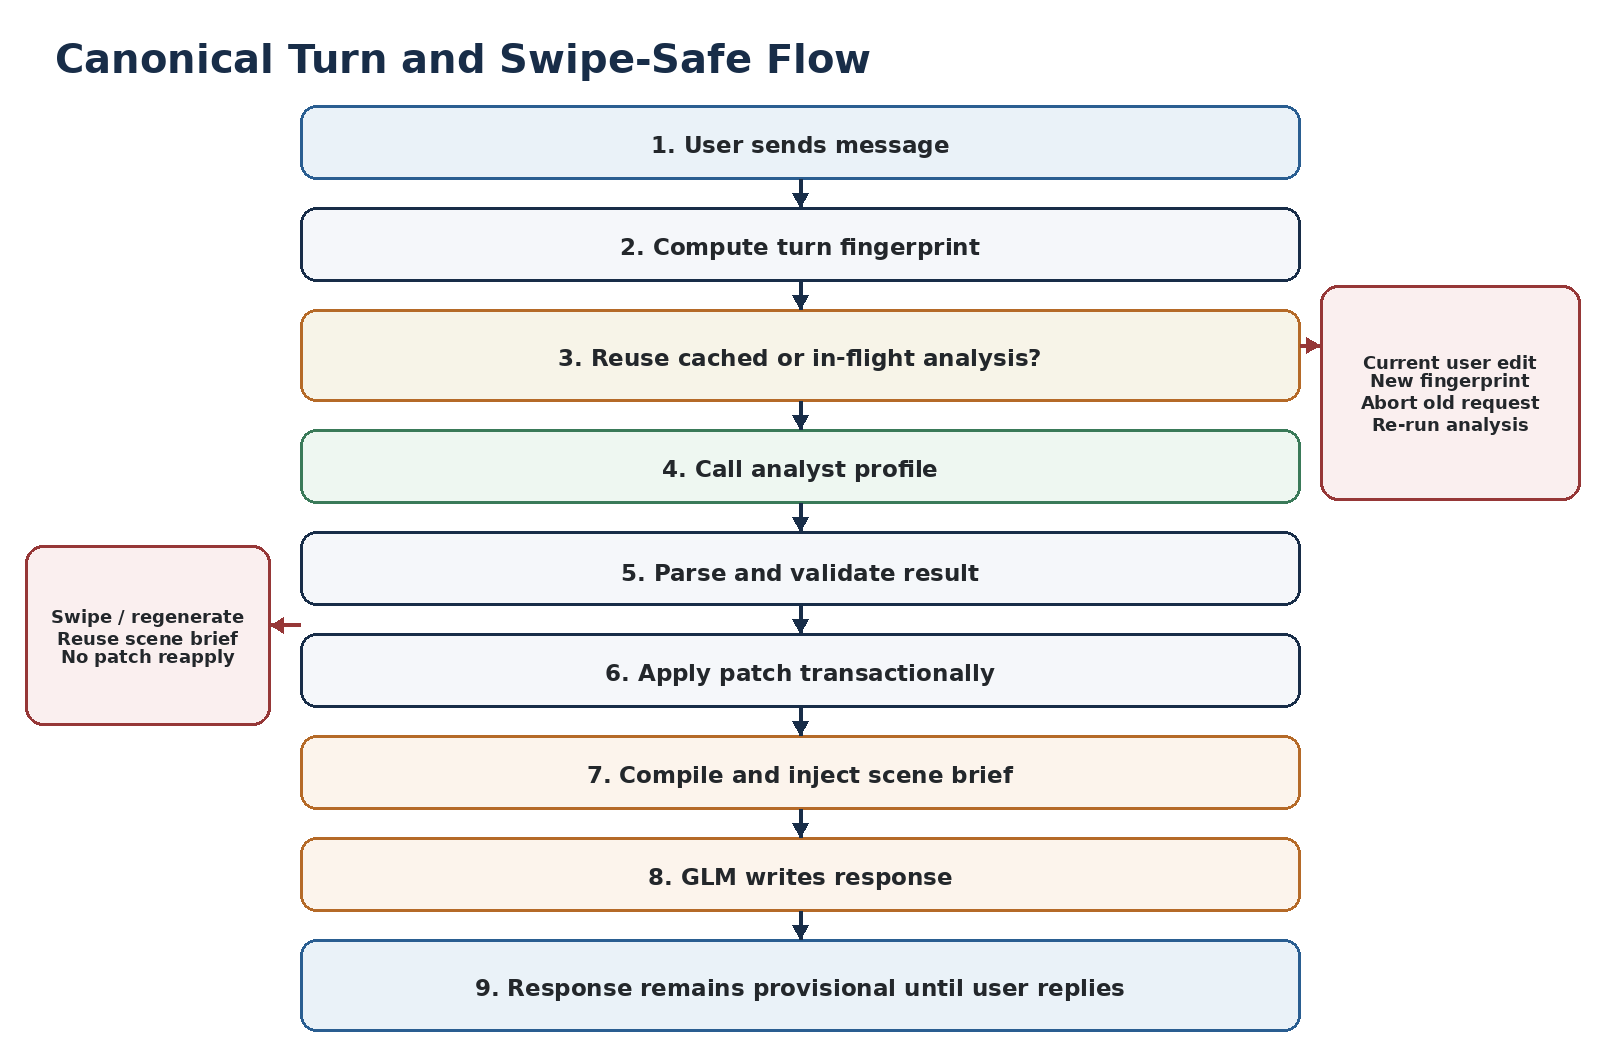 Canonical Turn and Swipe-Safe Flow
1. User sends message
2. Compute turn fingerprint
3. Reuse cached or in-flight analysis?
Current user edit
New fingerprint
Abort old request
Re-run analysis
4. Call analyst profile
5. Parse and validate result
Swipe / regenerate
Reuse scene brief
No patch reapply
6. Apply patch transactionally
7. Compile and inject scene brief
8. GLM writes response
9. Response remains provisional until user replies